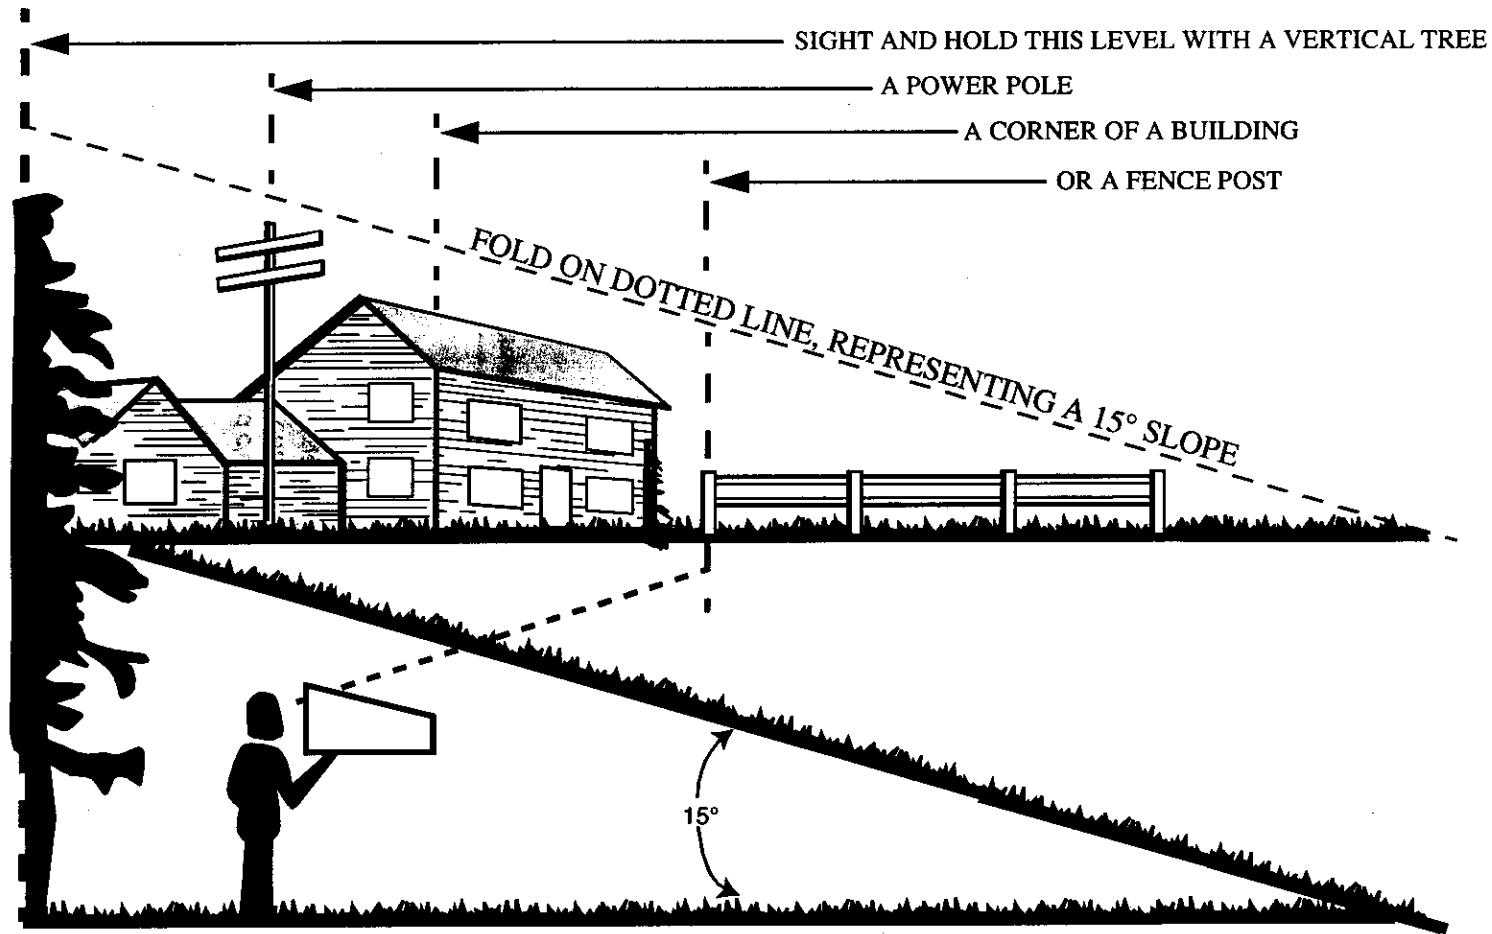 SIGHT AND HOLD THIS LEVEL WITH A VERTICAL TREE
A POWER POLE
A CORNER OF A BUILDING
OR A FENCE POST
FOLD ON DOTTED LINE, REPRESENTING A 15° SLOPE
15°